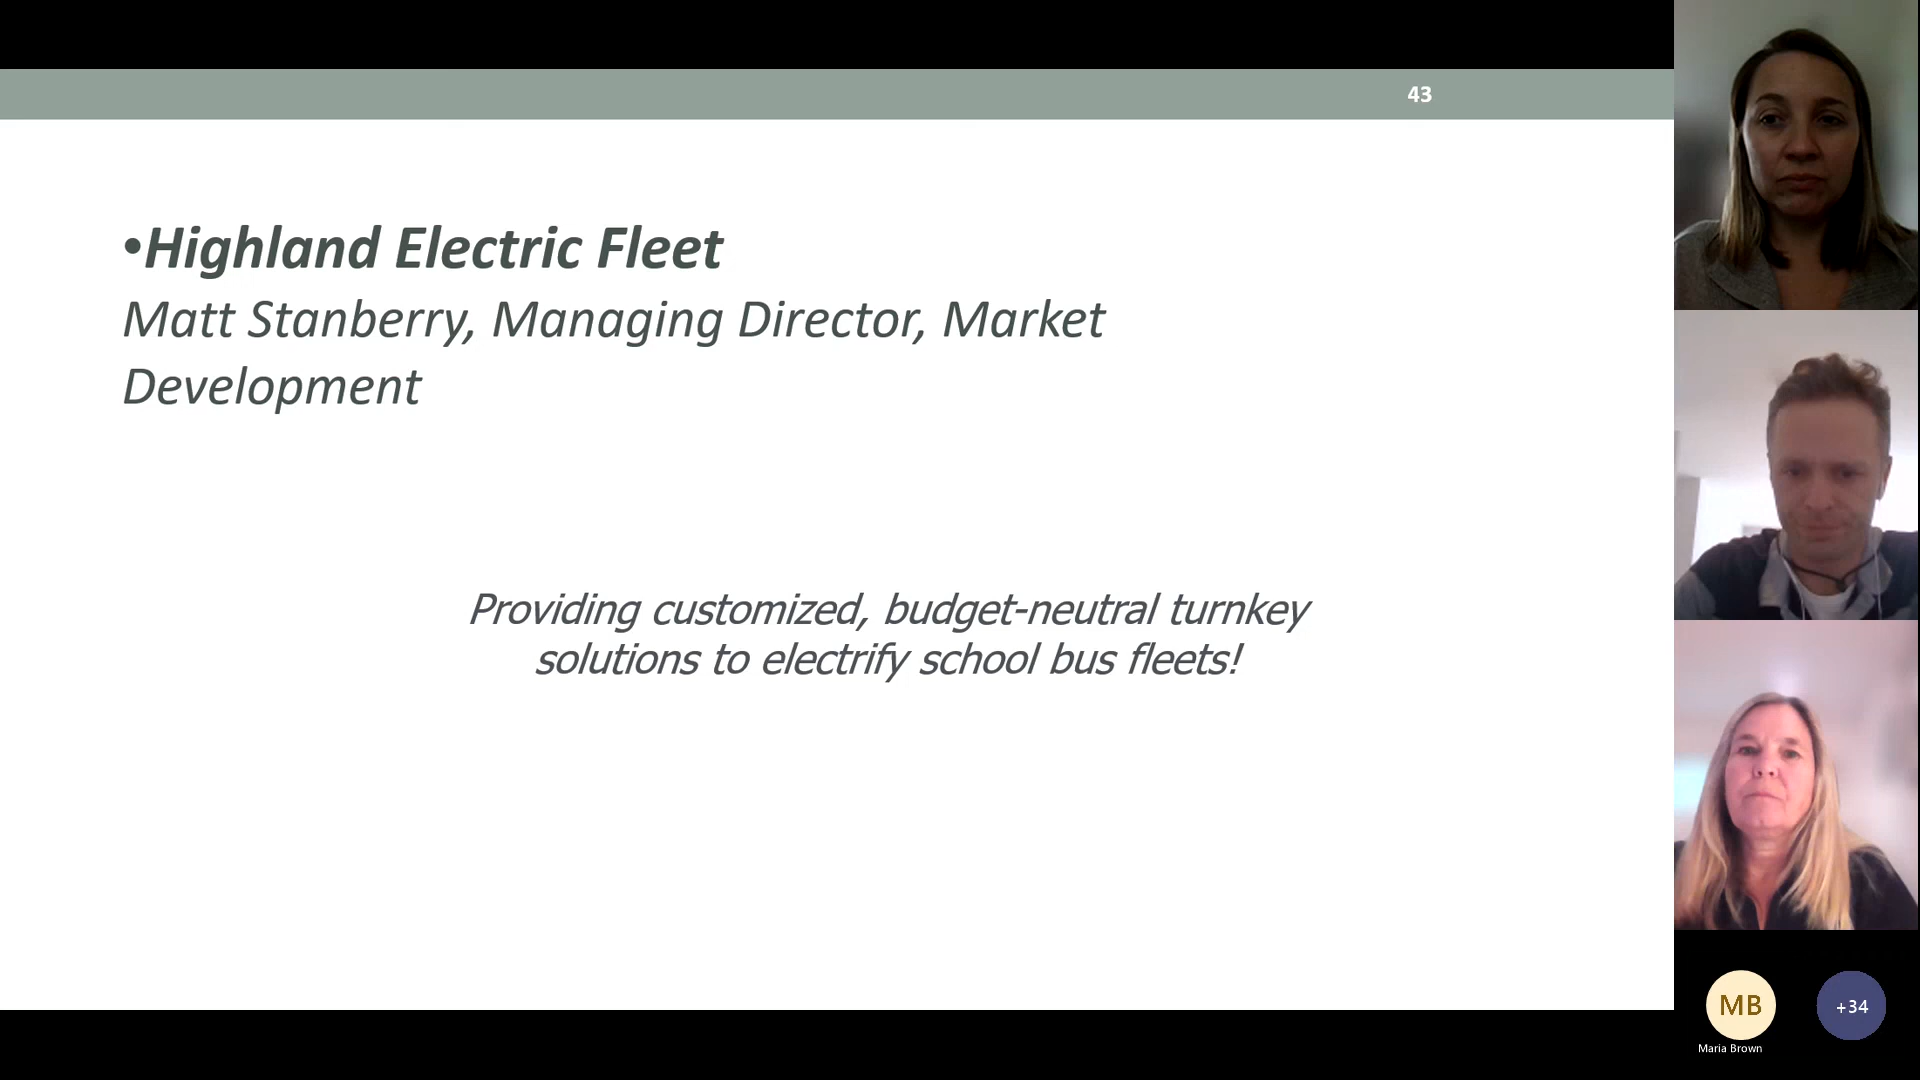 43
•Highland Electric Fleet
Matt Stanberry, Managing Director, Market
Development
Providing customized, budget-neutral turnkey
solutions to electrify school bus fleets!
MB
+34
Maria Brown